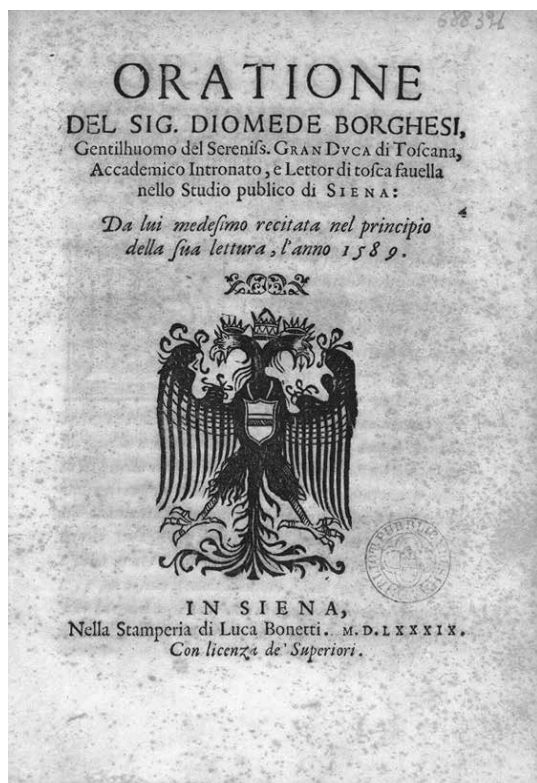 688321
ORATIONE
DEL SIG. DIOMEDE BORGHESI,
Gentilhuomo del Sereniſs. GRAN DVCA di Toſcana,
Accademico Intronato, e Lettor di toſca fauella
nello Studio publico di SIENA:
Da lui medeſimo recitata nel principio
della ſua lettura, l'anno 1589.
IN SIENA,
Nella Stamperia di Luca Bonetti. M.D.LXXXIX.
Con licenza de' Superiori.